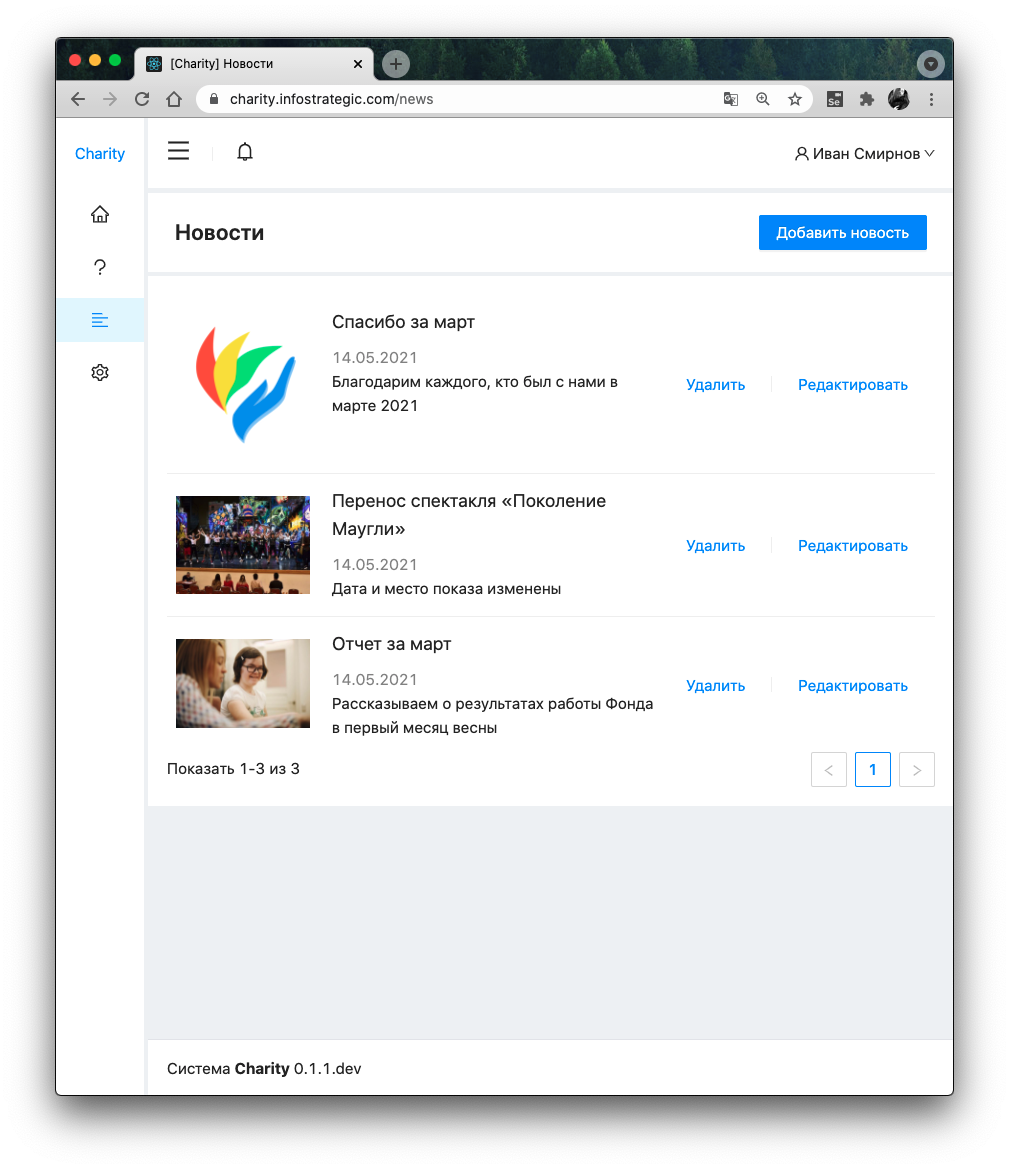 [Charity] Новости
charity.infostrategic.com/news
Se
Charity
Иван Смирнов
Новости
Добавить новость
Спасибо за март
14.05.2021
Благодарим каждого, кто был с нами в
марте 2021
Удалить
Редактировать
Перенос спектакля «Поколение
Маугли»
14.05.2021
Дата и место показа изменены
Удалить
Редактировать
Отчет за март
14.05.2021
Рассказываем о результатах работы Фонда
в первый месяц весны
Удалить
Редактировать
Показать 1-3 из 3
< 1 >
Система Charity 0.1.1.dev